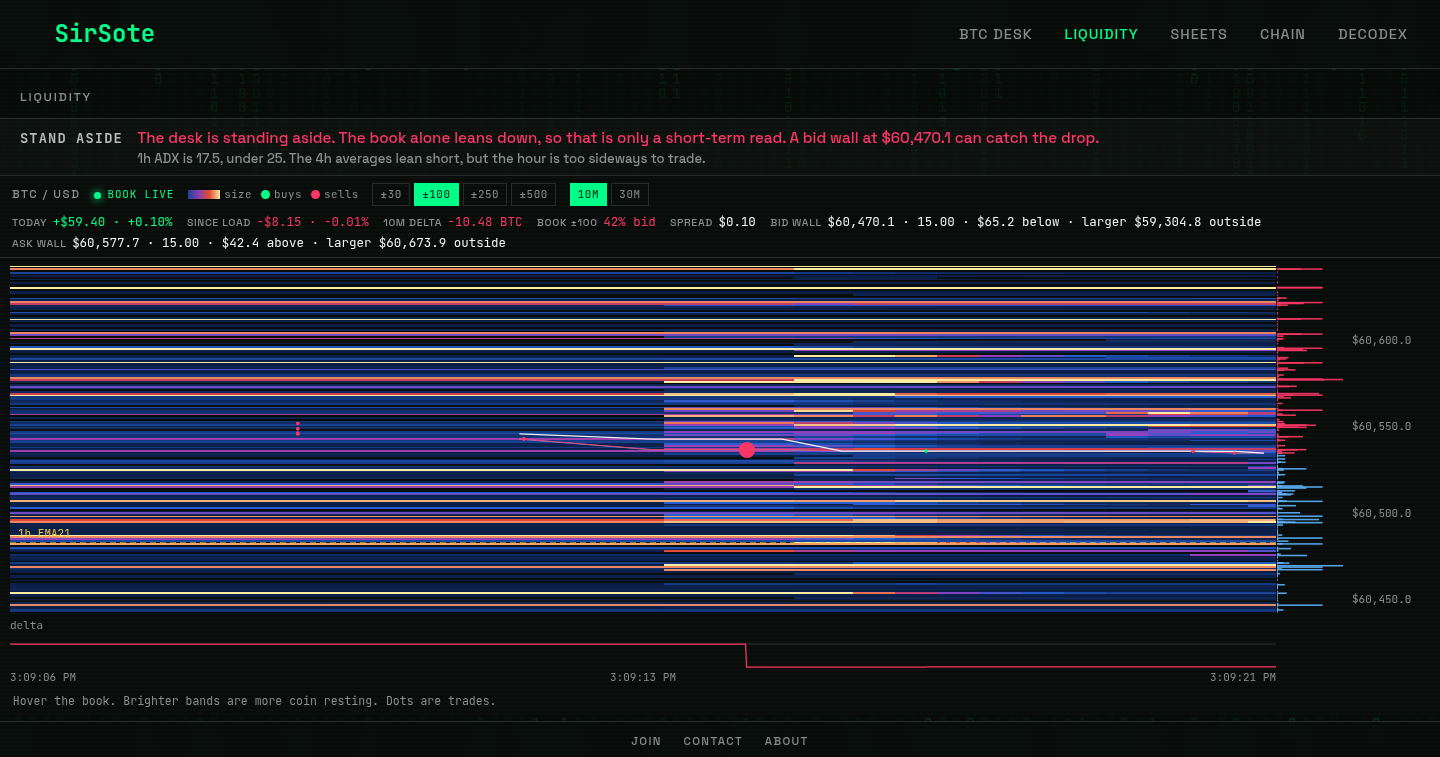 SirSote
BTC DESK LIQUIDITY SHEETS CHAIN DECODEX
LIQUIDITY
STAND ASIDE The desk is standing aside. The book alone leans down, so that is only a short-term read. A bid wall at $60,470.1 can catch the drop.
1h ADX is 17.5, under 25. The 4h averages lean short, but the hour is too sideways to trade.
BTC / USD BOOK LIVE size buys sells ±30 ±100 ±250 ±500 10M 30M
TODAY +$59.40 · +0.10% SINCE LOAD -$8.15 · -0.01% 10M DELTA -10.48 BTC BOOK ±100 42% bid SPREAD $0.10 BID WALL $60,470.1 · 15.00 · $65.2 below · larger $59,304.8 outside
ASK WALL $60,577.7 · 15.00 · $42.4 above · larger $60,673.9 outside
$60,600.0
$60,550.0
$60,500.0
1h EMA21
$60,450.0
delta
3:09:06 PM 3:09:13 PM 3:09:21 PM
Hover the book. Brighter bands are more coin resting. Dots are trades.
JOIN CONTACT ABOUT